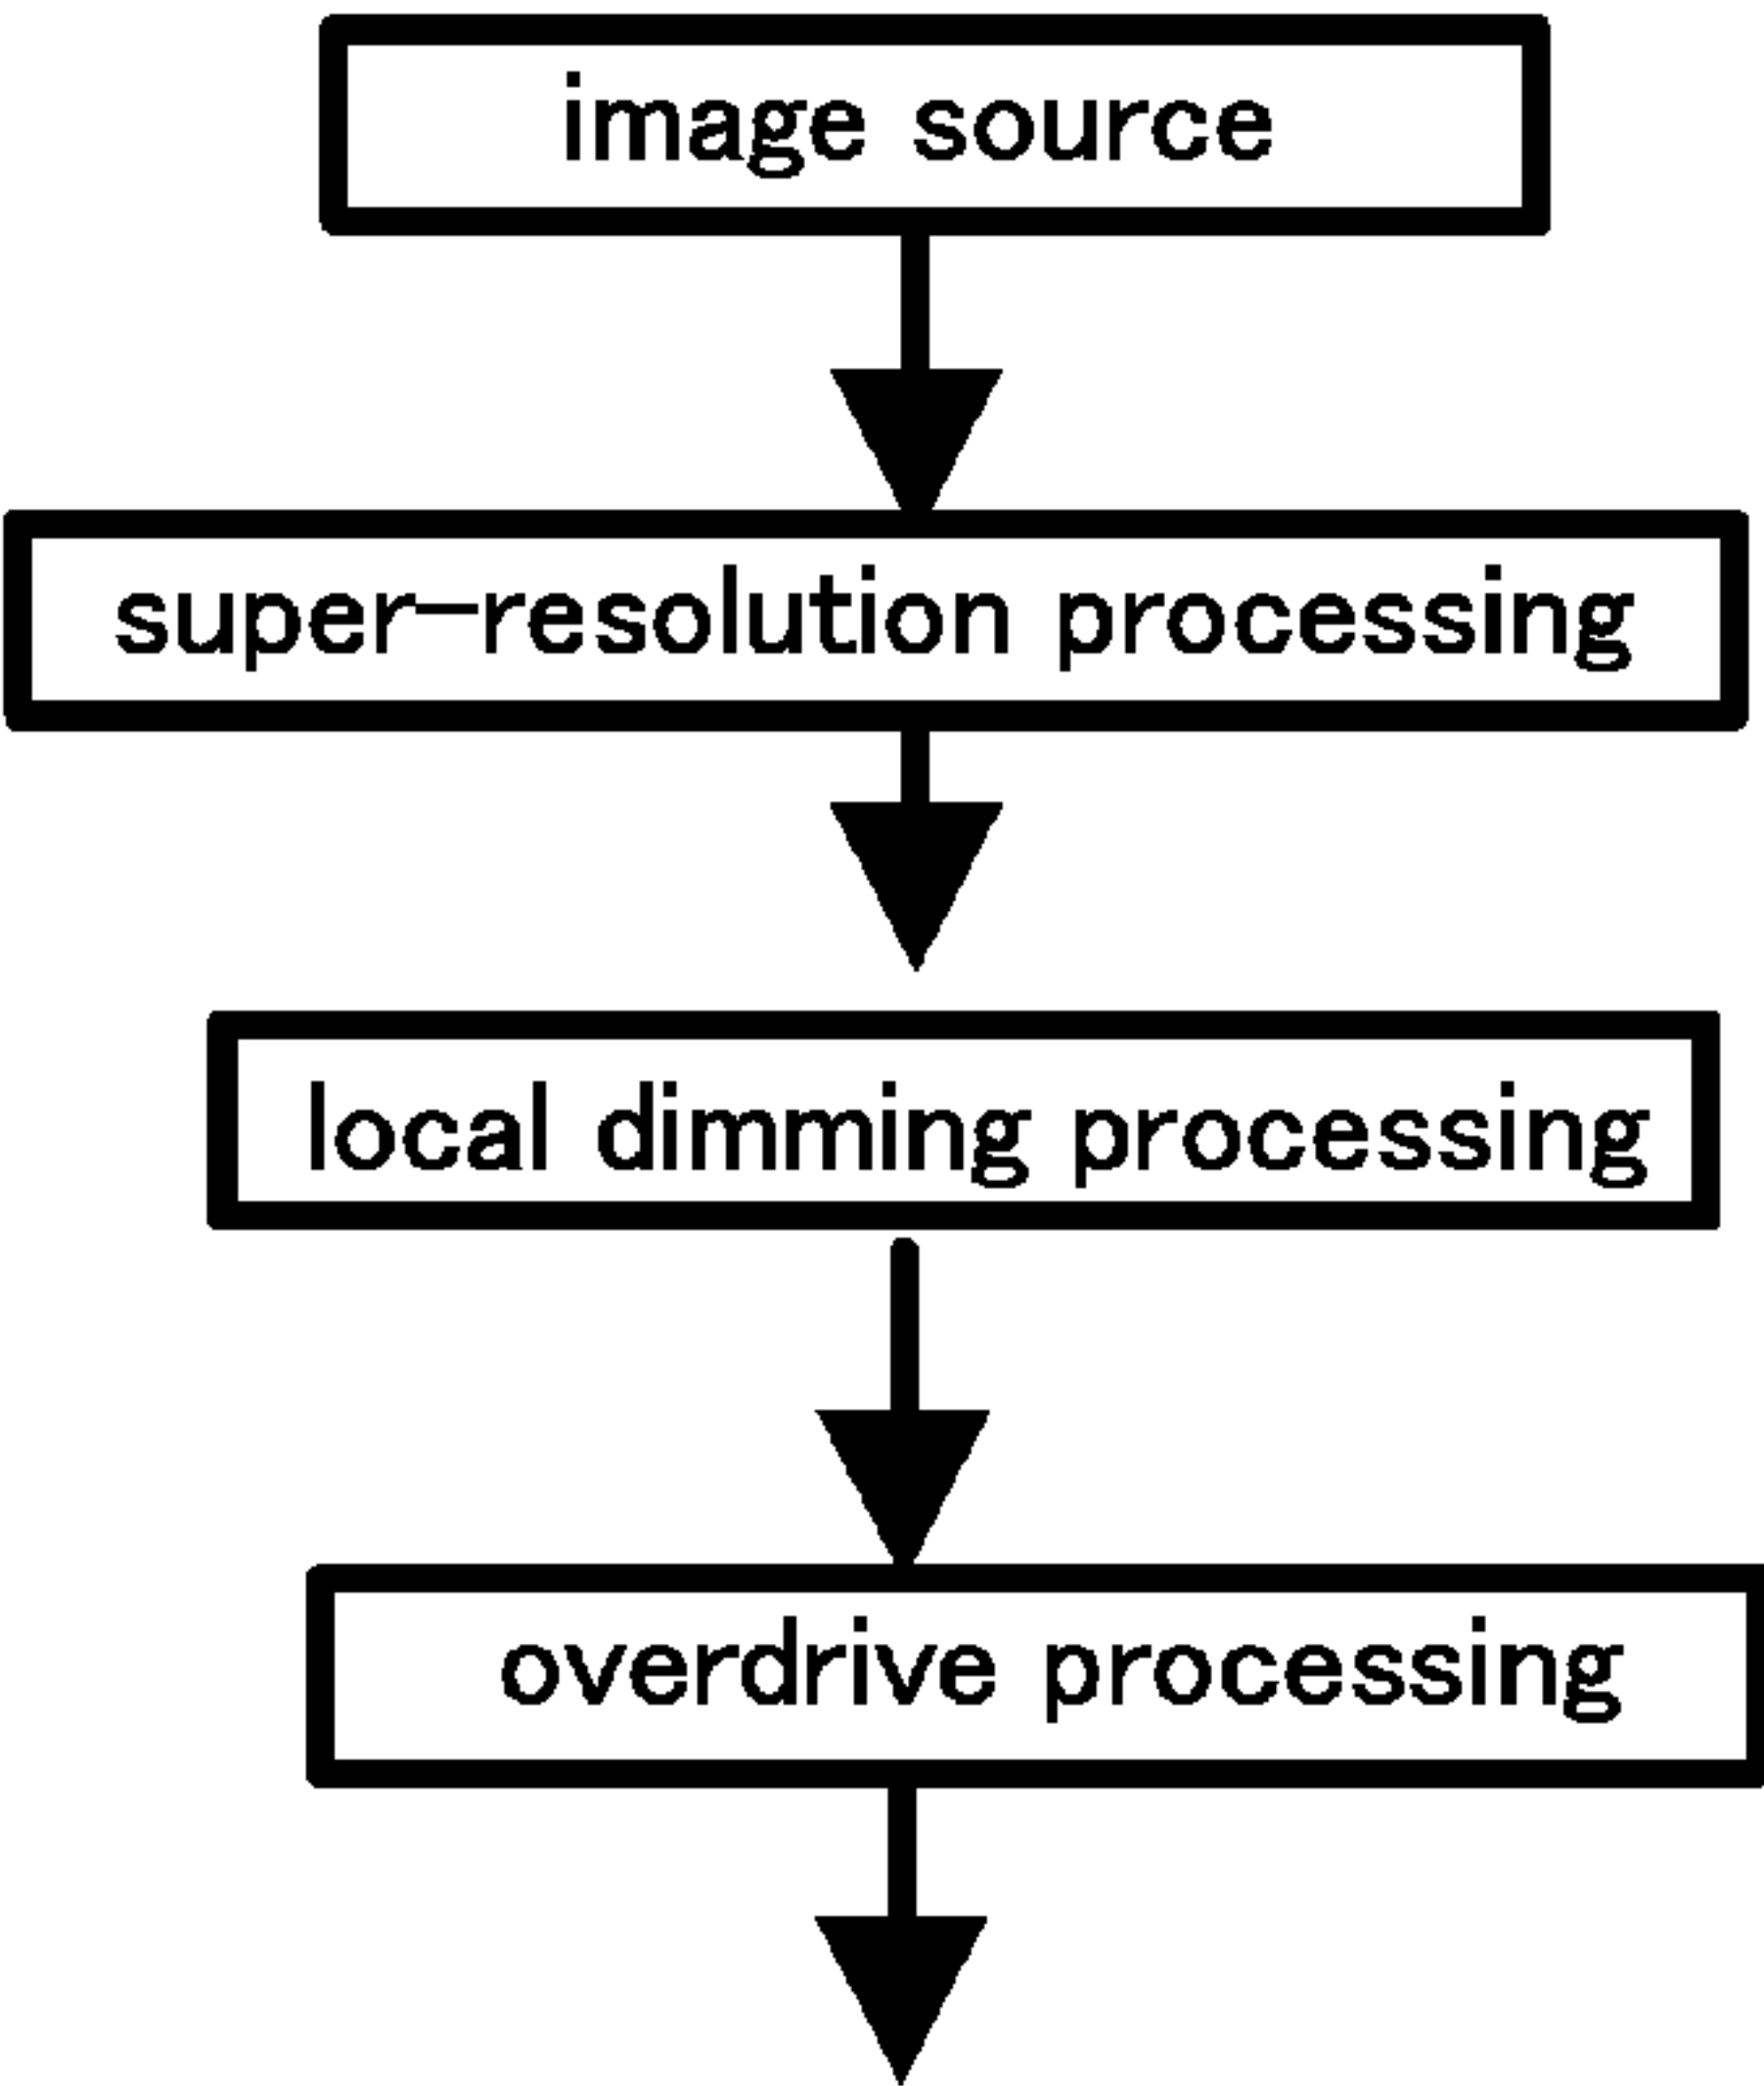 image source
super-resolution processing
local dimming processing
overdrive processing